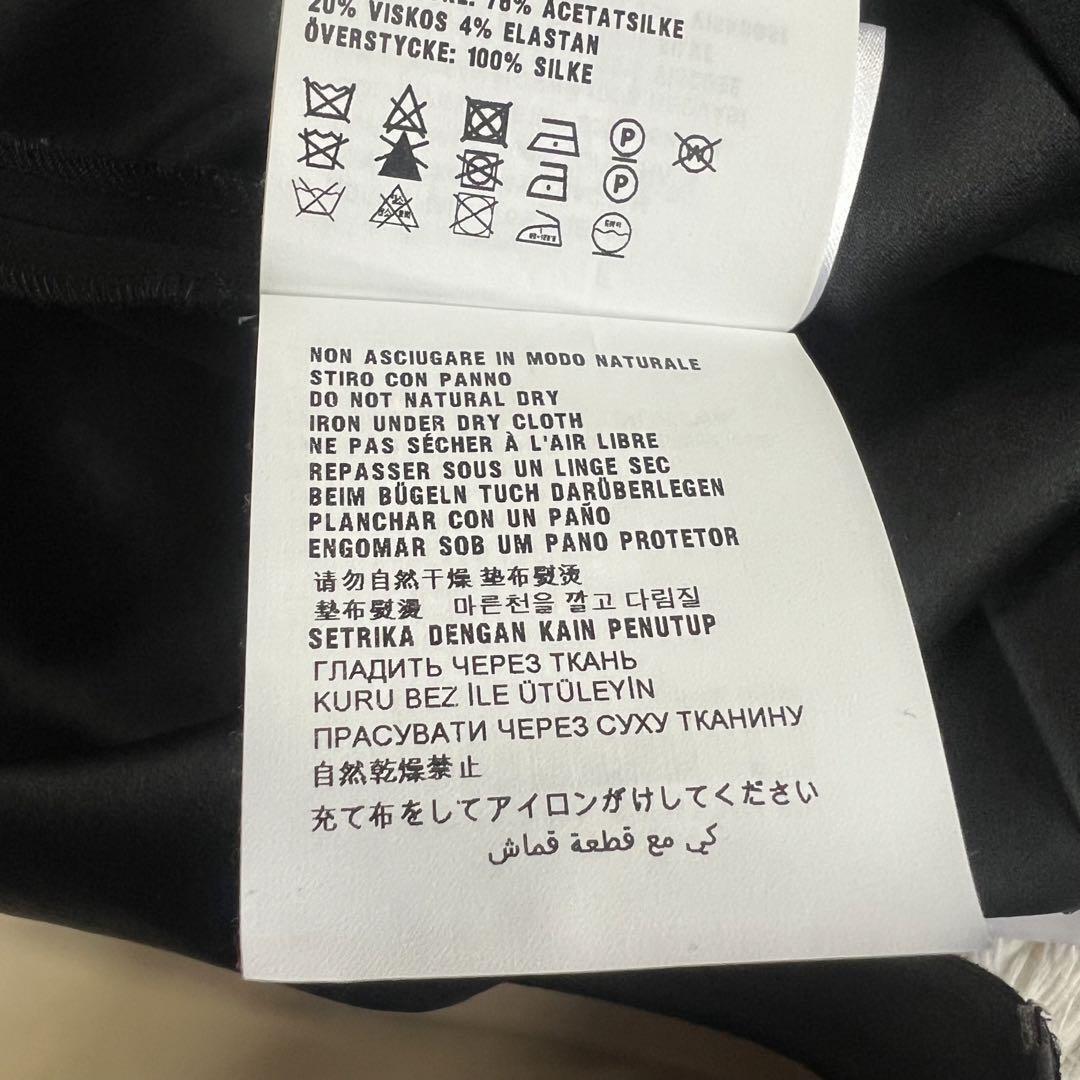 76% ACETATSILKE
20% VISKOS 4% ELASTAN
ÖVERSTYCKE: 100% SILKE
P
P
NON ASCIUGARE IN MODO NATURALE
STIRO CON PANNO
DO NOT NATURAL DRY
IRON UNDER DRY CLOTH
NE PAS SÉCHER À L'AIR LIBRE
REPASSER SOUS UN LINGE SEC
BEIM BÜGELN TUCH DARÜBERLEGEN
PLANCHAR CON UN PAÑO
ENGOMAR SOB UM PANO PROTETOR
请勿自然干燥 垫布熨烫
墊布熨燙 마른천을 깔고 다림질
SETRIKA DENGAN KAIN PENUTUP
ГЛАДИТЬ ЧЕРЕЗ ТКАНЬ
KURU BEZ İLE ÜTÜLEYİN
ПРАСУВАТИ ЧЕРЕЗ СУХУ ТКАНИНУ
自然乾燥禁止
充て布をしてアイロンがけしてください
كي مع قطعة قماش